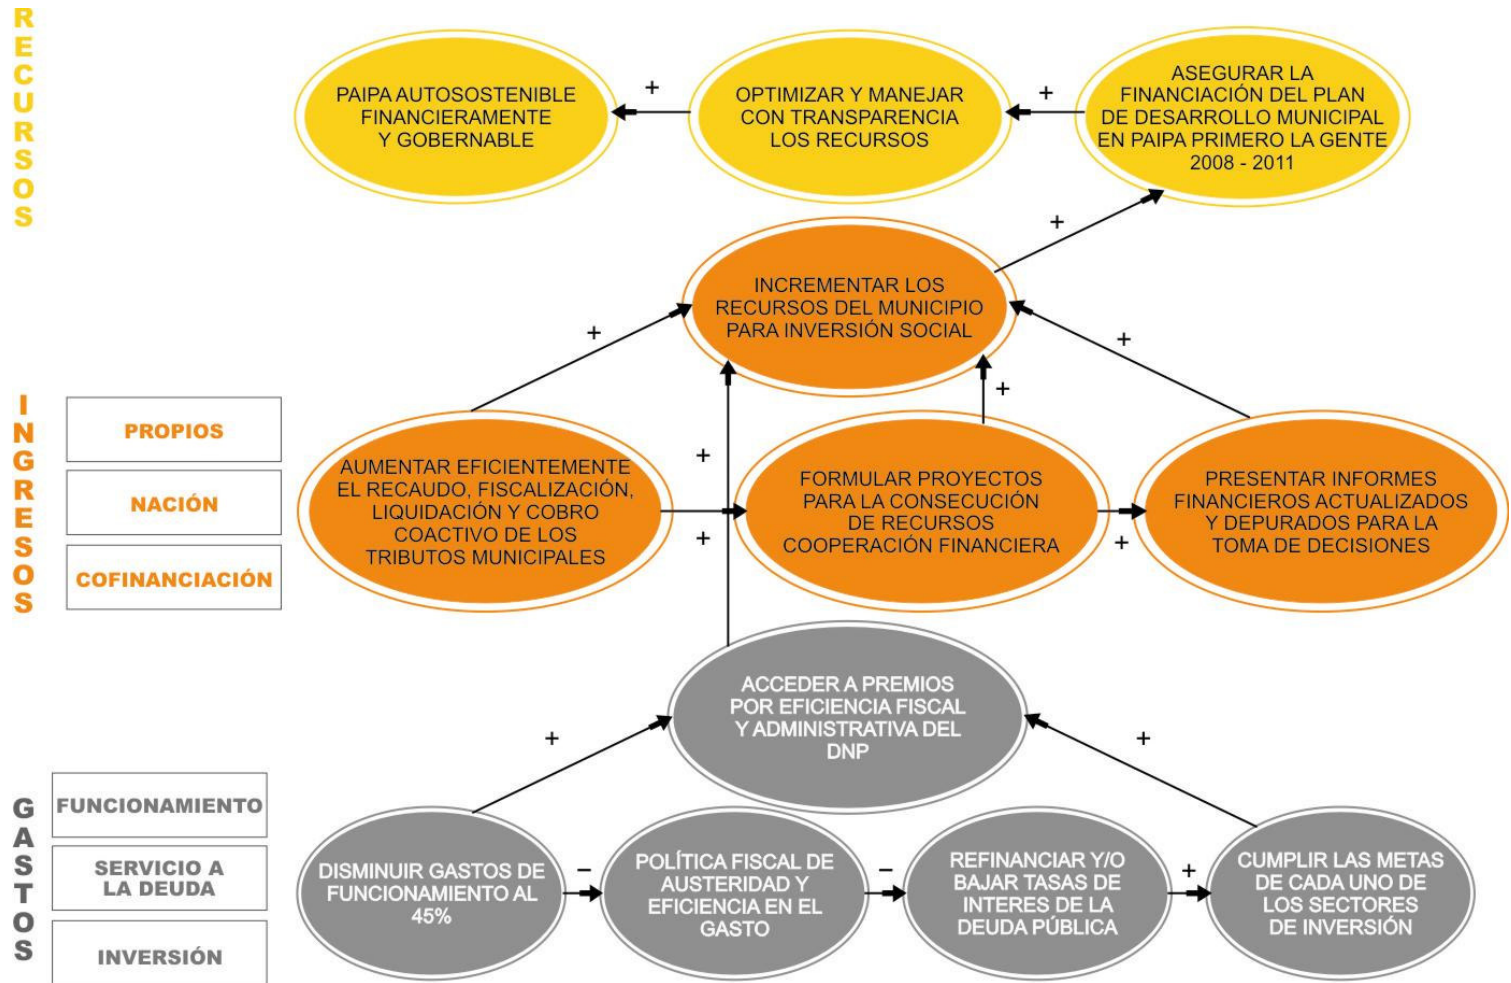 RECURSOS
PAIPA AUTOSOSTENIBLE
FINANCIERAMENTE
Y GOBERNABLE
+
OPTIMIZAR Y MANEJAR
CON TRANSPARENCIA
LOS RECURSOS
+
ASEGURAR LA
FINANCIACIÓN DEL PLAN
DE DESARROLLO MUNICIPAL
EN PAIPA PRIMERO LA GENTE
2008 - 2011
+
INCREMENTAR LOS
RECURSOS DEL MUNICIPIO
PARA INVERSIÓN SOCIAL
+
+
+
+
INGRESOS
PROPIOS
NACIÓN
COFINANCIACIÓN
AUMENTAR EFICIENTEMENTE
EL RECAUDO, FISCALIZACIÓN,
LIQUIDACIÓN Y COBRO
COACTIVO DE LOS
TRIBUTOS MUNICIPALES
+
FORMULAR PROYECTOS
PARA LA CONSECUCIÓN
DE RECURSOS
COOPERACIÓN FINANCIERA
+
PRESENTAR INFORMES
FINANCIEROS ACTUALIZADOS
Y DEPURADOS PARA LA
TOMA DE DECISIONES
ACCEDER A PREMIOS
POR EFICIENCIA FISCAL
Y ADMINISTRATIVA DEL
DNP
+
+
GASTOS
FUNCIONAMIENTO
SERVICIO A
LA DEUDA
INVERSIÓN
DISMINUIR GASTOS DE
FUNCIONAMIENTO AL
45%
–
POLÍTICA FISCAL DE
AUSTERIDAD Y
EFICIENCIA EN EL
GASTO
–
REFINANCIAR Y/O
BAJAR TASAS DE
INTERES DE LA
DEUDA PÚBLICA
+
CUMPLIR LAS METAS
DE CADA UNO DE
LOS SECTORES
DE INVERSIÓN